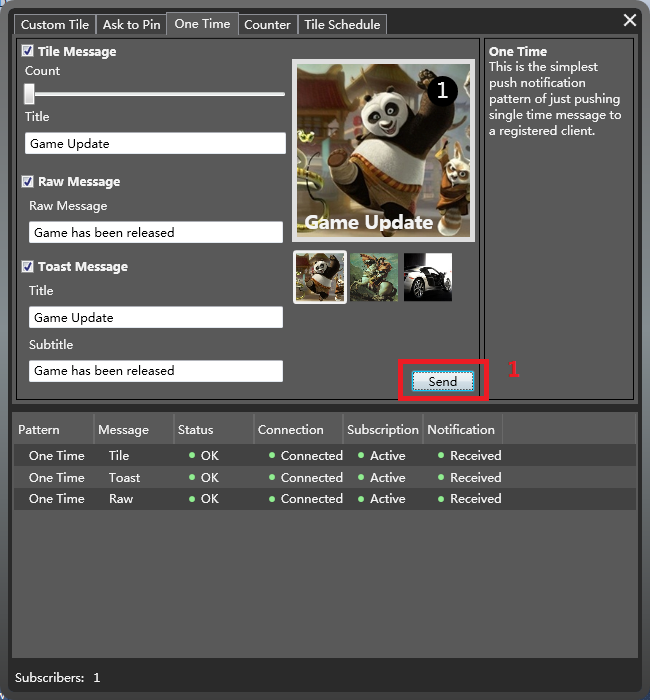 Custom Tile Ask to Pin One Time Counter Tile Schedule
Tile Message
Count
Title
Game Update
Raw Message
Raw Message
Game has been released
Toast Message
Title
Game Update
Subtitle
Game has been released
1
Game Update
Send
1
One Time
This is the simplest
push notification
pattern of just pushing
single time message to
a registered client.
Pattern Message Status Connection Subscription Notification
One Time Tile OK Connected Active Received
One Time Toast OK Connected Active Received
One Time Raw OK Connected Active Received
Subscribers: 1